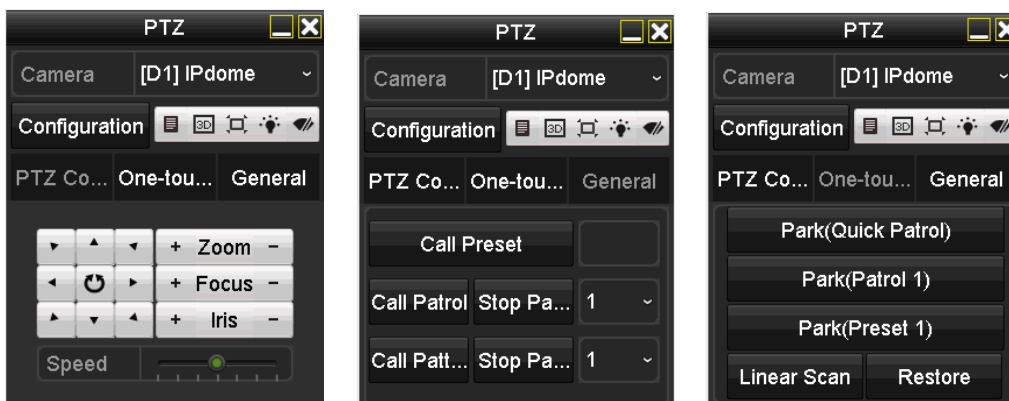 PTZ
Camera [D1] IPdome
Configuration 3D
PTZ Co... One-tou... General
+ Zoom -
+ Focus -
+ Iris -
Speed
PTZ
Camera [D1] IPdome
Configuration 3D
PTZ Co... One-tou... General
Call Preset
Call Patrol Stop Pa... 1
Call Patt... Stop Pa... 1
PTZ
Camera [D1] IPdome
Configuration 3D
PTZ Co... One-tou... General
Park(Quick Patrol)
Park(Patrol 1)
Park(Preset 1)
Linear Scan Restore